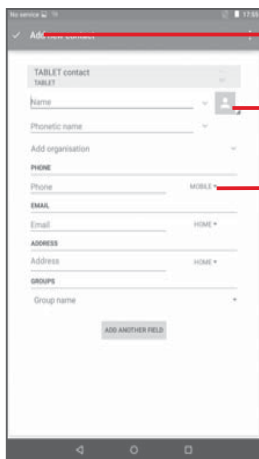 No service
17:55
Add new contact
TABLET contact
TABLET
Name
Phonetic name
Add organisation
PHONE
Phone MOBILE
EMAIL
Email HOME
ADDRESS
Address HOME
GROUPS
Group name
ADD ANOTHER FIELD